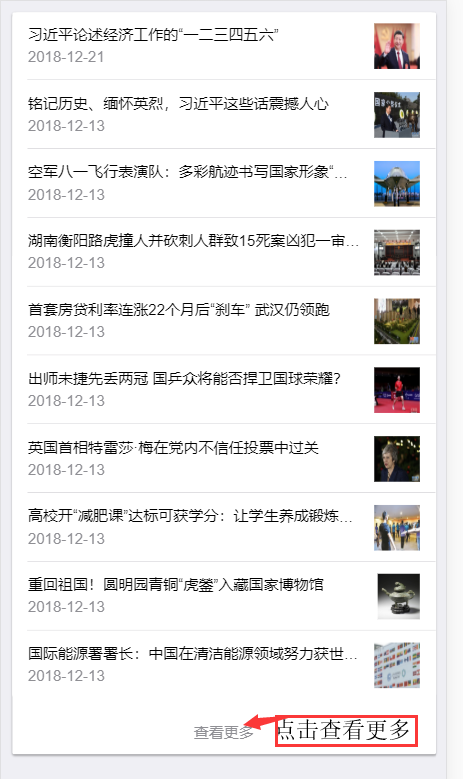 习近平论述经济工作的“一二三四五六”
2018-12-21
铭记历史、缅怀英烈，习近平这些话震撼人心
2018-12-13
空军八一飞行表演队：多彩航迹书写国家形象“…
2018-12-13
湖南衡阳路虎撞人并砍刺人群致15死案凶犯一审…
2018-12-13
首套房贷利率连涨22个月后“刹车” 武汉仍领跑
2018-12-13
出师未捷先丢两冠 国乒众将能否捍卫国球荣耀？
2018-12-13
英国首相特雷莎·梅在党内不信任投票中过关
2018-12-13
高校开“减肥课”达标可获学分：让学生养成锻炼…
2018-12-13
重回祖国！圆明园青铜“虎鎣”入藏国家博物馆
2018-12-13
国际能源署署长：中国在清洁能源领域努力获世…
2018-12-13
查看更多
点击查看更多